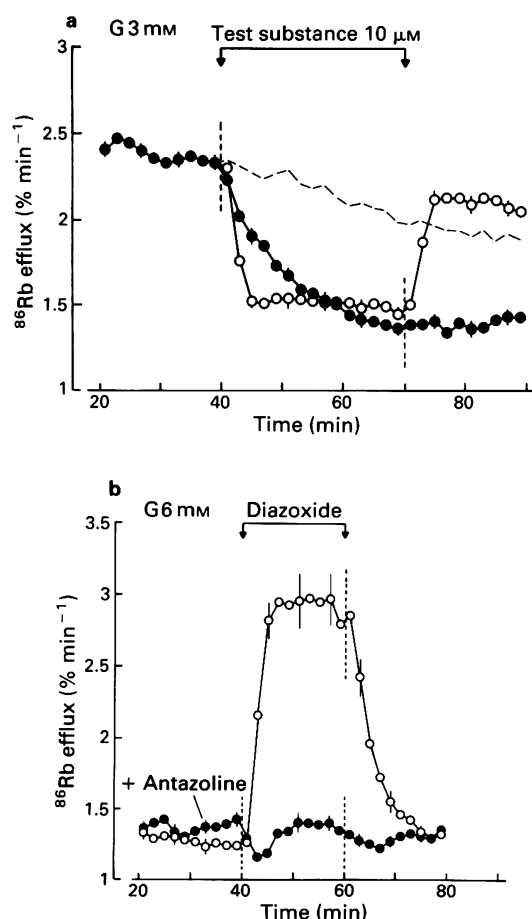 a
G 3 mM
Test substance 10 μM
3
2.5
2
1.5
1
⁸⁶Rb efflux (% min⁻¹)
20 40 60 80
Time (min)
b
G6 mM
Diazoxide
3.5
3
2.5
2
1.5
1
⁸⁶Rb efflux (% min⁻¹)
+ Antazoline
20 40 60 80
Time (min)